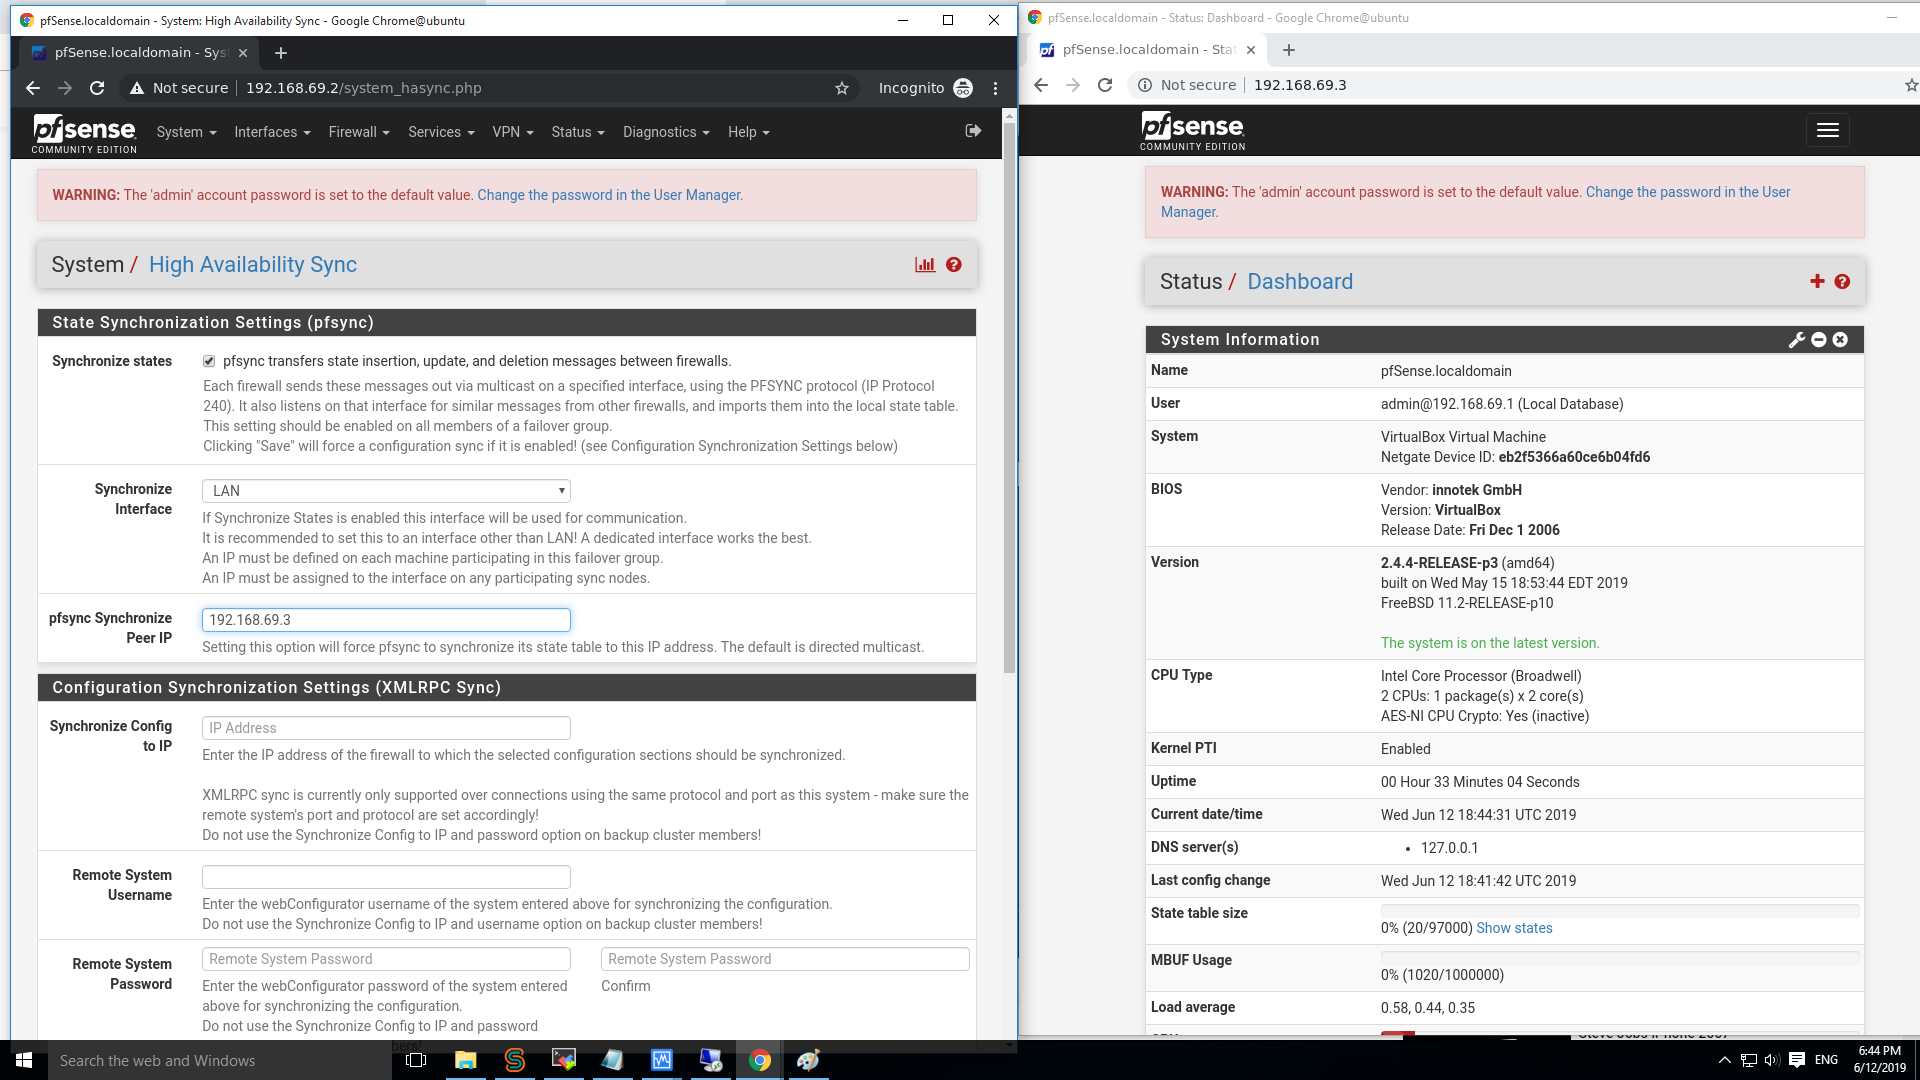 pfSense.localdomain - System: High Availability Sync - Google Chrome@ubuntu
pfSense.localdomain - Sys
Not secure
192.168.69.2/system_hasync.php
Incognito
pfsense
COMMUNITY EDITION
System
Interfaces
Firewall
Services
VPN
Status
Diagnostics
Help
WARNING: The 'admin' account password is set to the default value. Change the password in the User Manager.
System / High Availability Sync
State Synchronization Settings (pfsync)
Synchronize states
pfsync transfers state insertion, update, and deletion messages between firewalls.
Each firewall sends these messages out via multicast on a specified interface, using the PFSYNC protocol (IP Protocol
240). It also listens on that interface for similar messages from other firewalls, and imports them into the local state table.
This setting should be enabled on all members of a failover group.
Clicking "Save" will force a configuration sync if it is enabled! (see Configuration Synchronization Settings below)
Synchronize
Interface
LAN
If Synchronize States is enabled this interface will be used for communication.
It is recommended to set this to an interface other than LAN! A dedicated interface works the best.
An IP must be defined on each machine participating in this failover group.
An IP must be assigned to the interface on any participating sync nodes.
pfsync Synchronize
Peer IP
192.168.69.3
Setting this option will force pfsync to synchronize its state table to this IP address. The default is directed multicast.
Configuration Synchronization Settings (XMLRPC Sync)
Synchronize Config
to IP
IP Address
Enter the IP address of the firewall to which the selected configuration sections should be synchronized.
XMLRPC sync is currently only supported over connections using the same protocol and port as this system - make sure the
remote system's port and protocol are set accordingly!
Do not use the Synchronize Config to IP and password option on backup cluster members!
Remote System
Username
Enter the webConfigurator username of the system entered above for synchronizing the configuration.
Do not use the Synchronize Config to IP and username option on backup cluster members!
Remote System
Password
Remote System Password
Remote System Password
Enter the webConfigurator password of the system entered
above for synchronizing the configuration.
Do not use the Synchronize Config to IP and password
Confirm
pfSense.localdomain - Status: Dashboard - Google Chrome@ubuntu
pfSense.localdomain - Stat
Not secure
192.168.69.3
pfsense
COMMUNITY EDITION
WARNING: The 'admin' account password is set to the default value. Change the password in the User
Manager.
Status / Dashboard
System Information
Name
pfSense.localdomain
User
admin@192.168.69.1 (Local Database)
System
VirtualBox Virtual Machine
Netgate Device ID: eb2f5366a60ce6b04fd6
BIOS
Vendor: innotek GmbH
Version: VirtualBox
Release Date: Fri Dec 1 2006
Version
2.4.4-RELEASE-p3 (amd64)
built on Wed May 15 18:53:44 EDT 2019
FreeBSD 11.2-RELEASE-p10
The system is on the latest version.
CPU Type
Intel Core Processor (Broadwell)
2 CPUs: 1 package(s) x 2 core(s)
AES-NI CPU Crypto: Yes (inactive)
Kernel PTI
Enabled
Uptime
00 Hour 33 Minutes 04 Seconds
Current date/time
Wed Jun 12 18:44:31 UTC 2019
DNS server(s)
• 127.0.0.1
Last config change
Wed Jun 12 18:41:42 UTC 2019
State table size
0% (20/97000) Show states
MBUF Usage
0% (1020/1000000)
Load average
0.58, 0.44, 0.35
Search the web and Windows
ENG
6:44 PM
6/12/2019